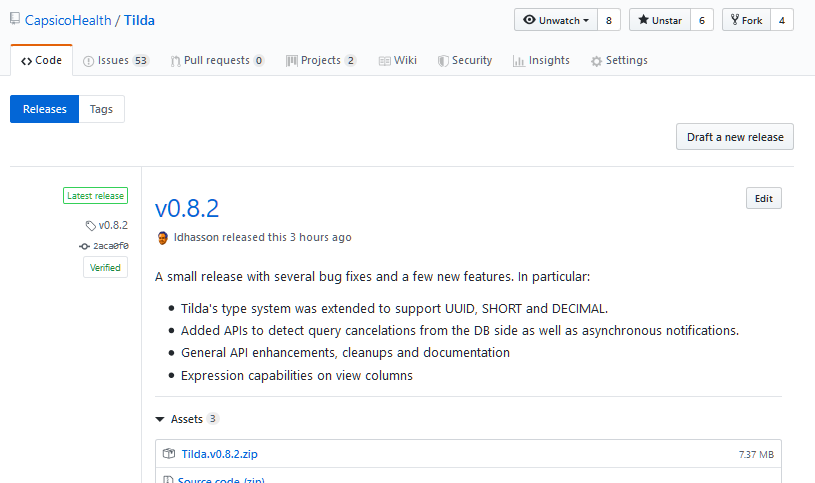 CapsicoHealth / Tilda
Unwatch 8 Unstar 6 Fork 4
Code Issues 53 Pull requests 0 Projects 2 Wiki Security Insights Settings
Releases Tags
Draft a new release
Latest release
v0.8.2
2aca0f0
Verified
v0.8.2
Edit
ldhasson released this 3 hours ago
A small release with several bug fixes and a few new features. In particular:
• Tilda's type system was extended to support UUID, SHORT and DECIMAL.
• Added APIs to detect query cancelations from the DB side as well as asynchronous notifications.
• General API enhancements, cleanups and documentation
• Expression capabilities on view columns
Assets 3
Tilda.v0.8.2.zip 7.37 MB
Source code (zip)